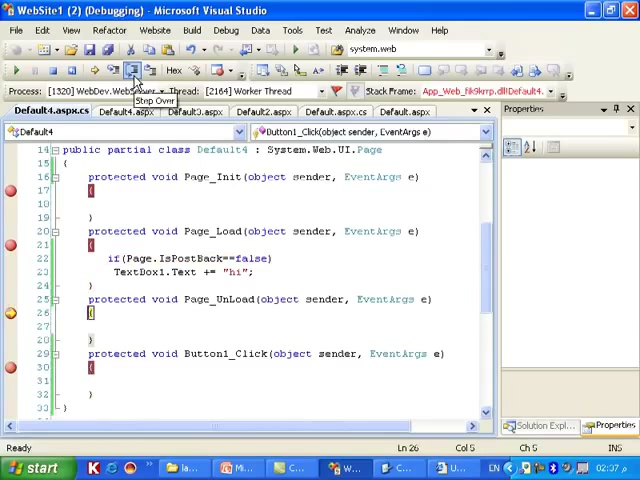 WebSite1 (Debugging) - Microsoft Visual Studio
File Edit View Refactor Website Build Debug Data Format Tools Test Analyze Window Help
system.web
Hex
Process: [1320] WebDev.WebServer Thread: [2164] Worker Thread Stack Frame: App_Web_fik9krrp.dll!Default4.
Step Over
Default4.aspx.cs Default4.aspx Default3.aspx Default2.aspx Default.aspx.cs Default.aspx
Properties
Default4 Button1_Click(object sender, EventArgs e)
14 public partial class Default4 : System.Web.UI.Page
15 {
16 protected void Page_Init(object sender, EventArgs e)
17 {
18
19 }
20 protected void Page_Load(object sender, EventArgs e)
21 {
22 if(Page.IsPostBack==false)
23 TextBox1.Text += "hi";
24 }
25 protected void Page_UnLoad(object sender, EventArgs e)
26 {
27
28 }
29 protected void Button1_Click(object sender, EventArgs e)
30 {
31
32 }
33 }
Solution Expl... Properties
Ready Ln 26 Col 5 Ch 5 INS
start la... Mi... C... W... C... U... EN 02:37 م